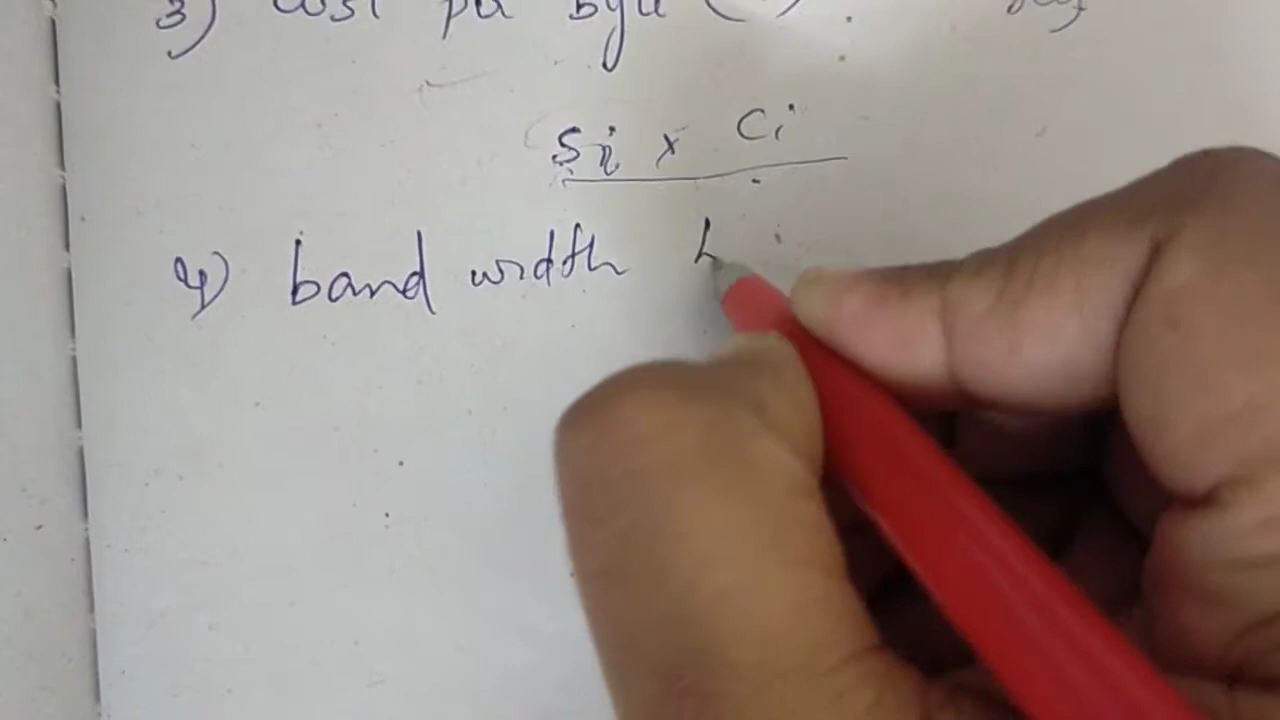 3) cost per byte
Si x Ci
4) band width b